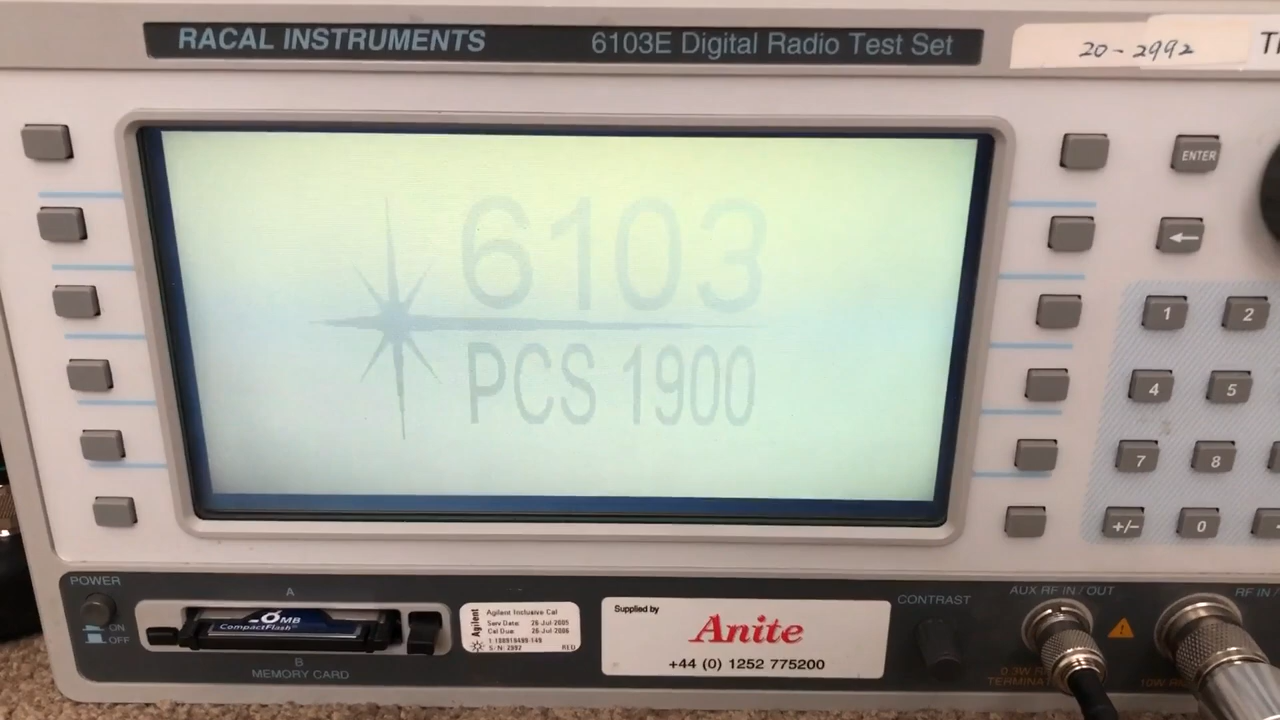 RACAL INSTRUMENTS
6103E Digital Radio Test Set
20-2992
ENTER
6103
PCS 1900
1
2
4
5
7
8
+/-
0
POWER
ON
OFF
A
MB
CompactFlash
B
MEMORY CARD
Agilent
Agilent Inclusive Cal
Serv Date: 26 Jul 2005
Cal Due: 26 Jul 2006
S/N: 2992
Supplied by
Anite
+44 (0) 1252 775200
CONTRAST
AUX RF IN / OUT
RF IN /